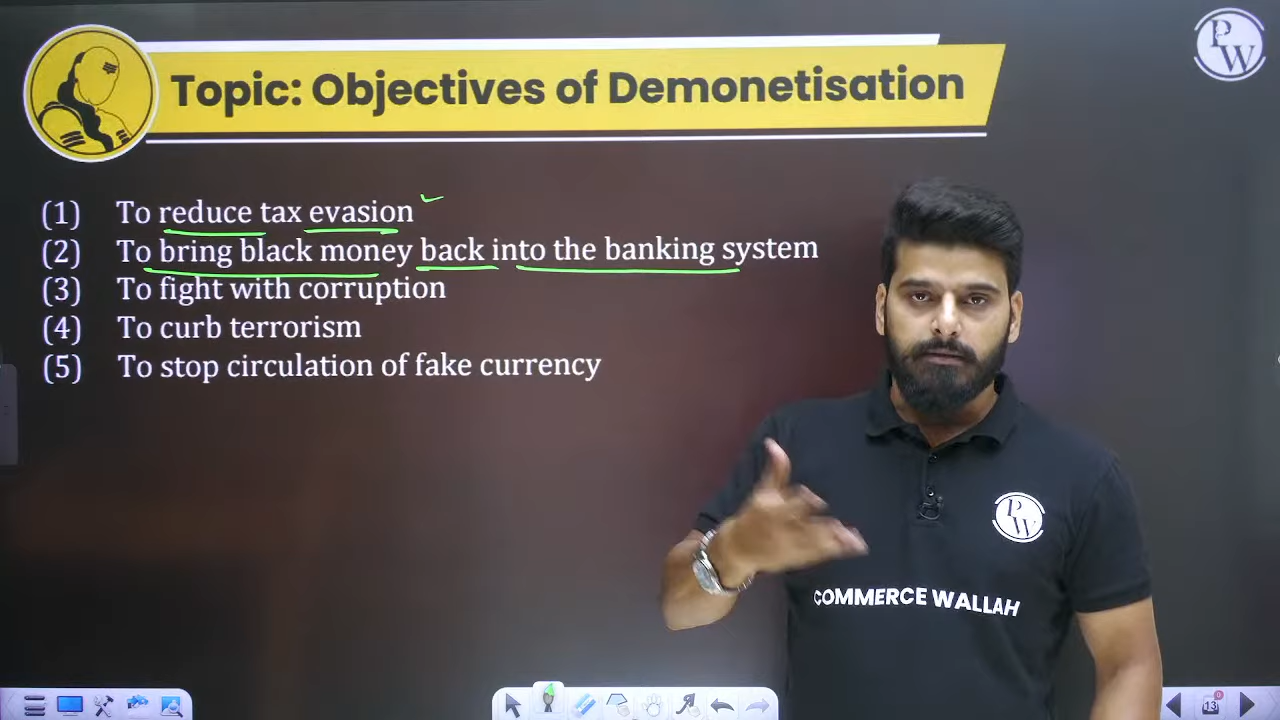 PW
Topic: Objectives of Demonetisation
(1) To reduce tax evasion
(2) To bring black money back into the banking system
(3) To fight with corruption
(4) To curb terrorism
(5) To stop circulation of fake currency
PW
COMMERCE WALLAH
13